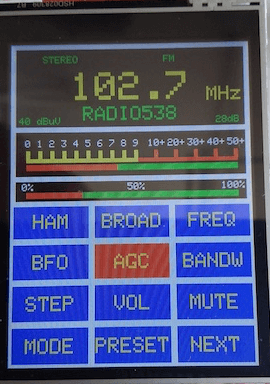 STEREO FM
102.7 MHz
RADIO538
40 dBuV 28dB
0 1 2 3 4 5 6 7 8 9 10+ 20+ 30+ 40+ 50+
0% 50% 100%
HAM BROAD FREQ
BFO AGC BANDW
STEP VOL MUTE
MODE PRESET NEXT